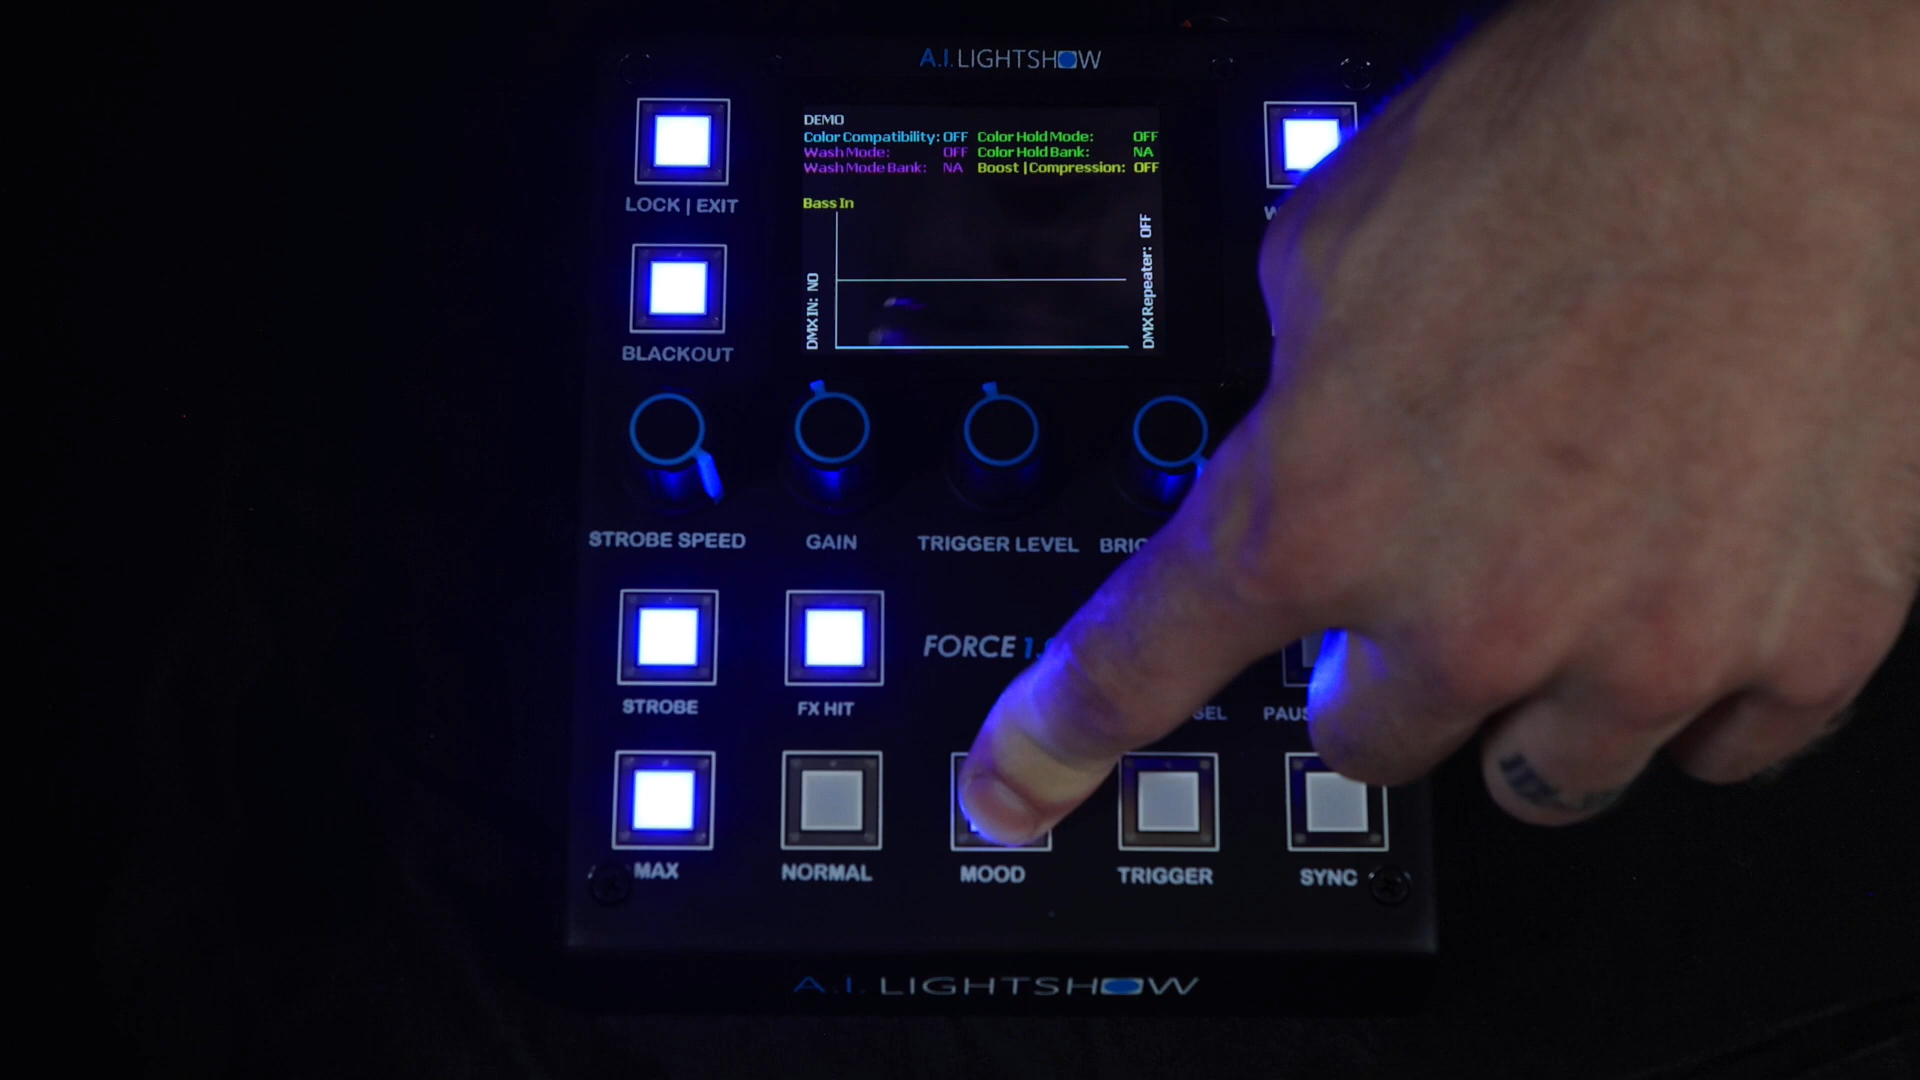 A.I.LIGHTSHOW
DEMO
Color Compatibility: OFF Color Hold Mode: OFF
Wash Mode: OFF Color Hold Bank: NA
Wash Mode Bank: NA Boost | Compression: OFF
Bass In
DMX IN: NO
DMX Repeater: OFF
LOCK | EXIT
BLACKOUT
STROBE SPEED GAIN TRIGGER LEVEL
FORCE
STROBE FX HIT
MAX NORMAL MOOD TRIGGER SYNC
A.I. LIGHTSHOW